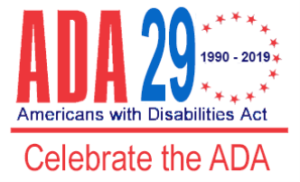 ADA 29 1990 - 2019
Americans with Disabilities Act
Celebrate the ADA